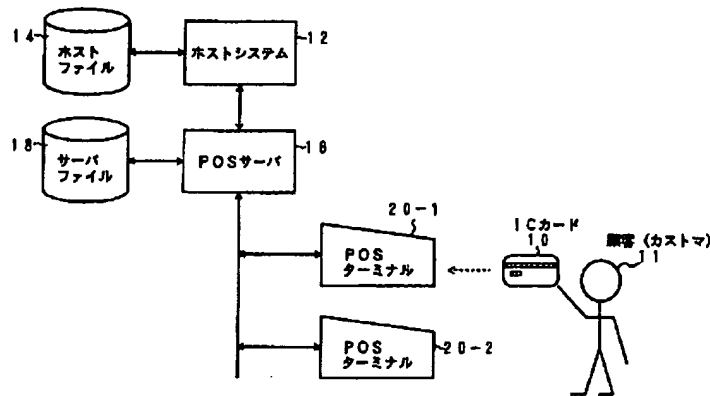 14
ホスト
ファイル
ホストシステム
12
18
サーバ
ファイル
POSサーバ
16
20-1
POS
ターミナル
ICカード
10
顧客(カストマ)
11
POS
ターミナル
20-2